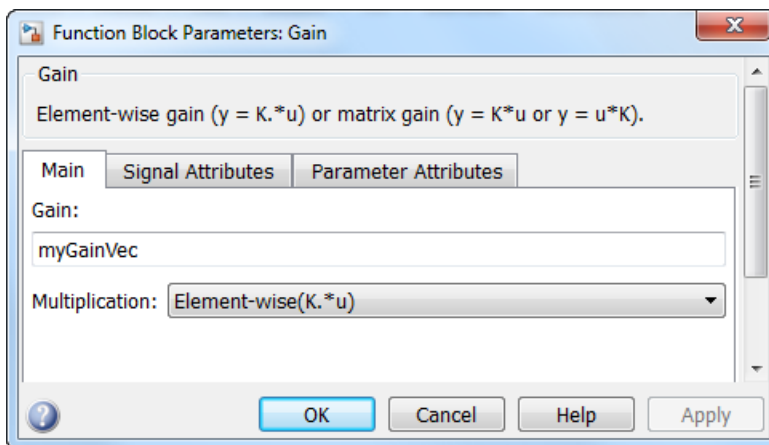 Function Block Parameters: Gain
Gain
Element-wise gain (y = K.*u) or matrix gain (y = K*u or y = u*K).
Main Signal Attributes Parameter Attributes
Gain:
myGainVec
Multiplication: Element-wise(K.*u)
? OK Cancel Help Apply